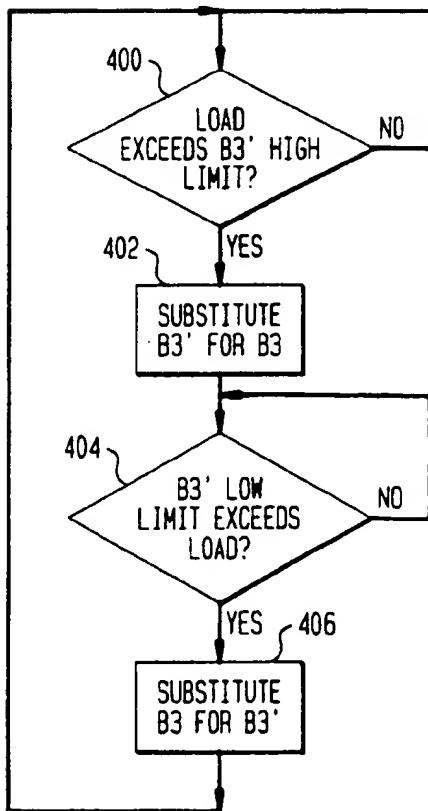 400
LOAD
EXCEEDS B3' HIGH
LIMIT?
NO
YES
402
SUBSTITUTE
B3' FOR B3
404
B3' LOW
LIMIT EXCEEDS
LOAD?
NO
YES
406
SUBSTITUTE
B3 FOR B3'